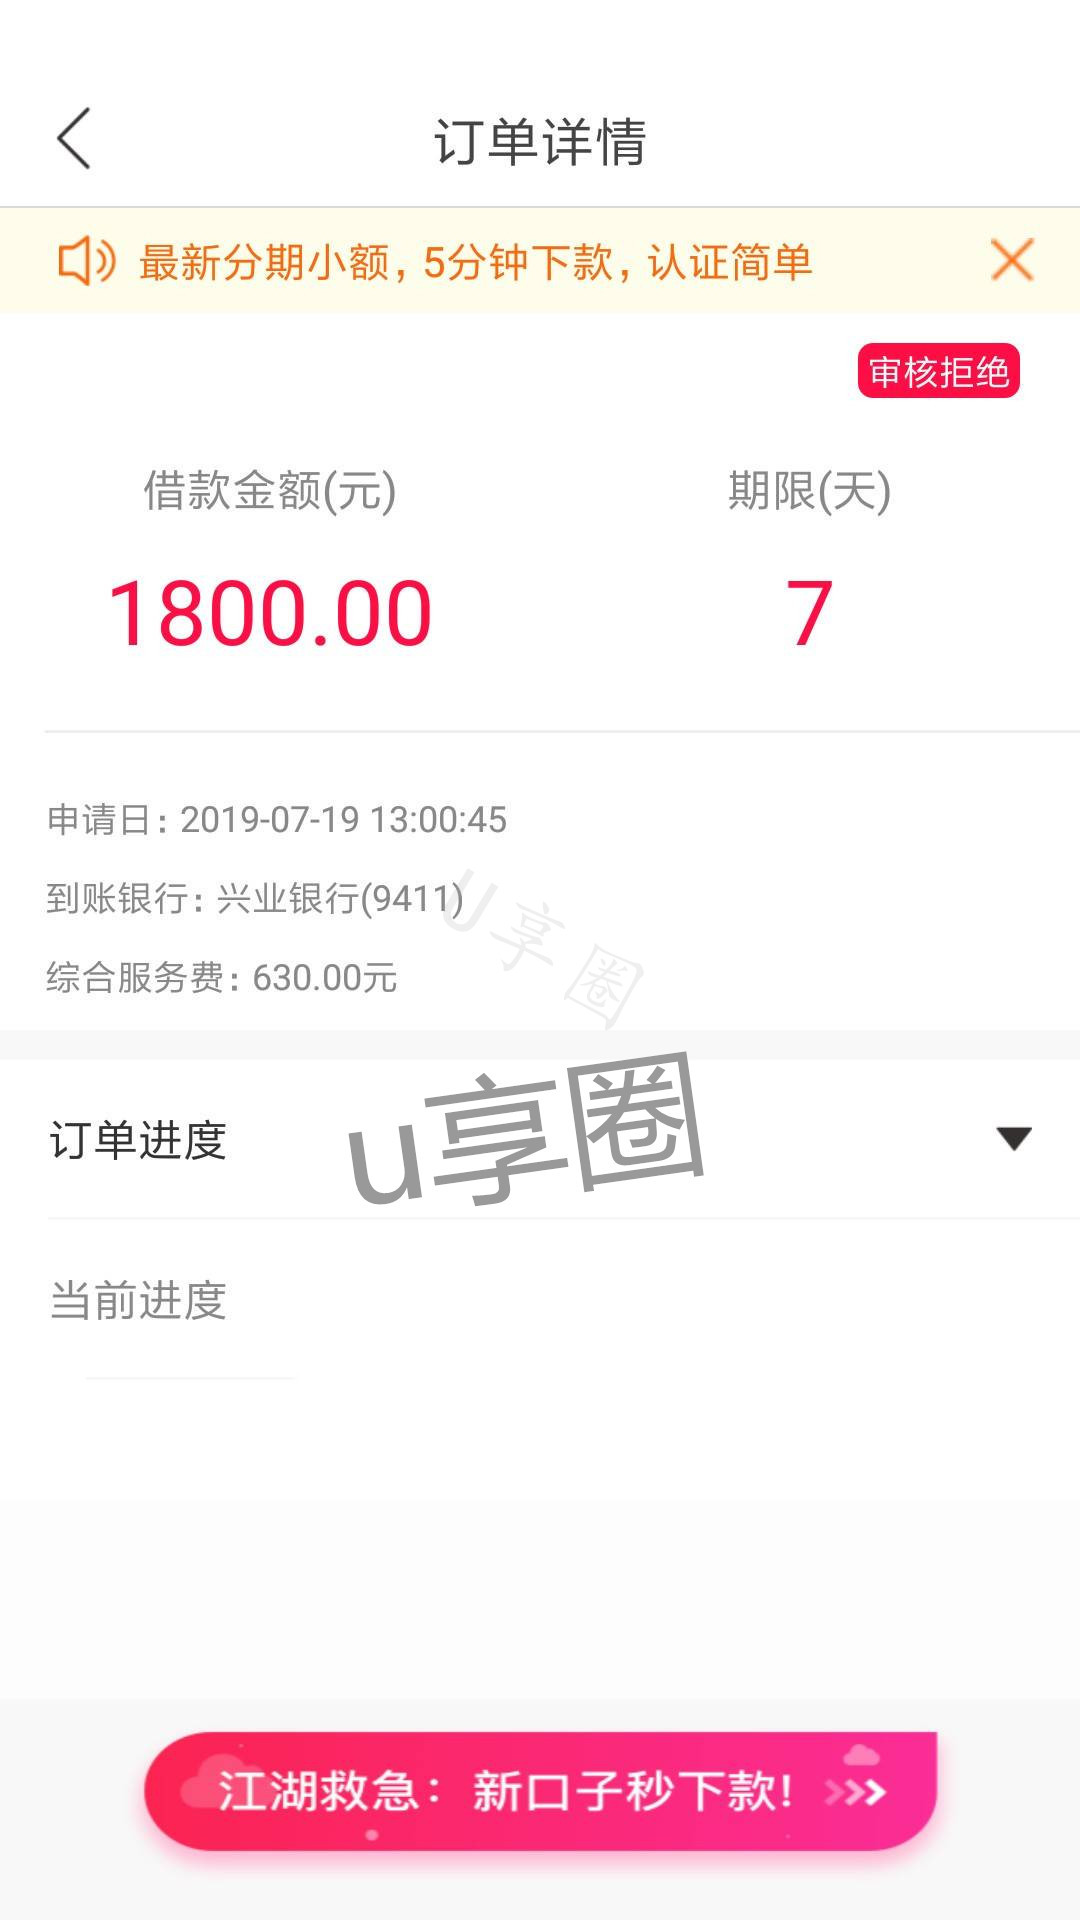 订单详情
最新分期小额，5分钟下款，认证简单
审核拒绝
借款金额(元) 期限(天)
1800.00 7
申请日：2019-07-19 13:00:45
到账银行：兴业银行(9411)
综合服务费：630.00元
U享圈
u享圈
订单进度
当前进度
江湖救急：新口子秒下款!